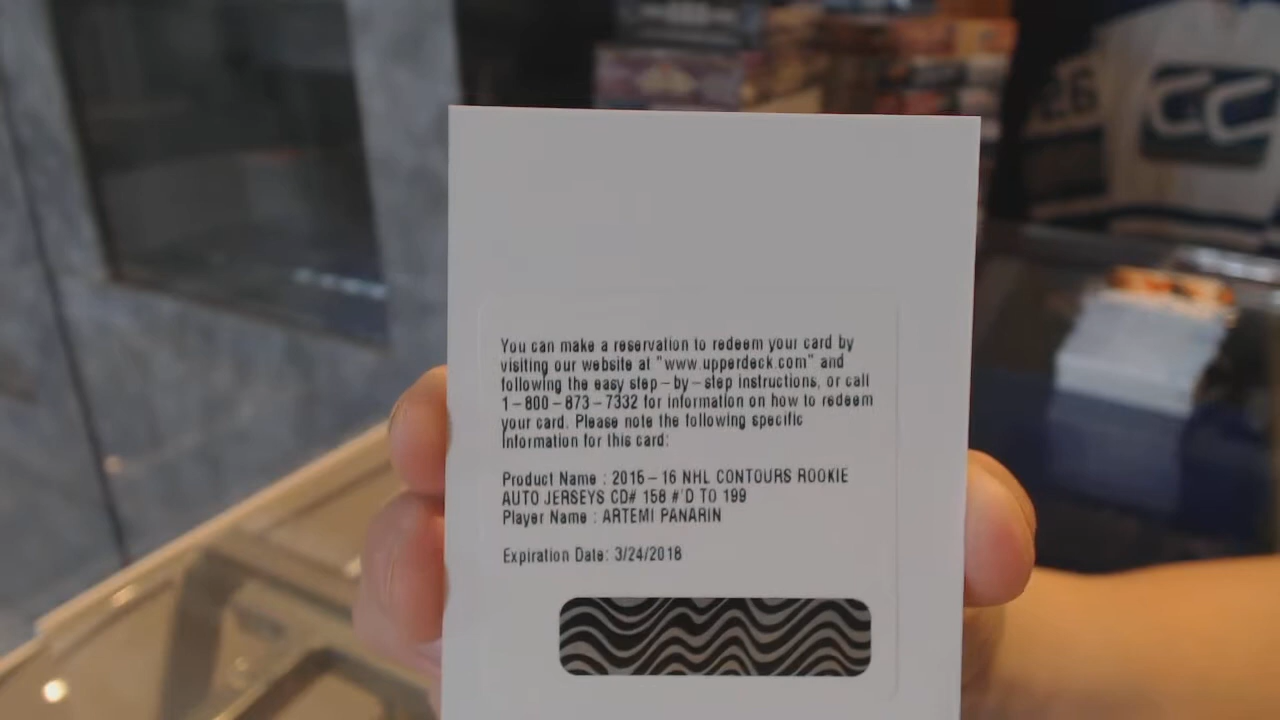 You can make a reservation to redeem your card by
visiting our website at "www.upperdeck.com" and
following the easy step-by-step instructions, or call
1-800-873-7332 for information on how to redeem
your card. Please note the following specific
Information for this card:
Product Name : 2015-16 NHL CONTOURS ROOKIE
AUTO JERSEYS CD# 158 #'D TO 199
Player Name : ARTEMI PANARIN
Expiration Date: 3/24/2018